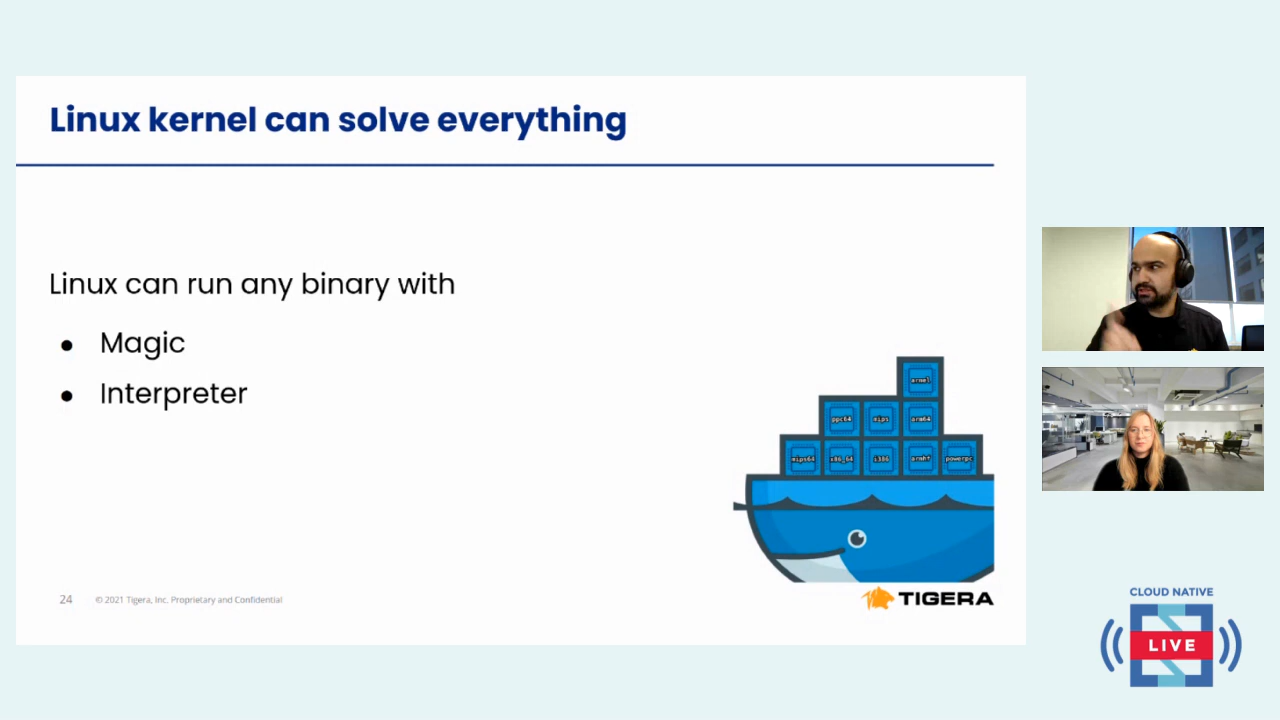 Linux kernel can solve everything
Linux can run any binary with
● Magic
● Interpreter
armel
ppc64 mips arm64
mips64 x86_64 i386 armhf powerpc
24 © 2021 Tigera, Inc. Proprietary and Confidential
TIGERA
CLOUD NATIVE
LIVE